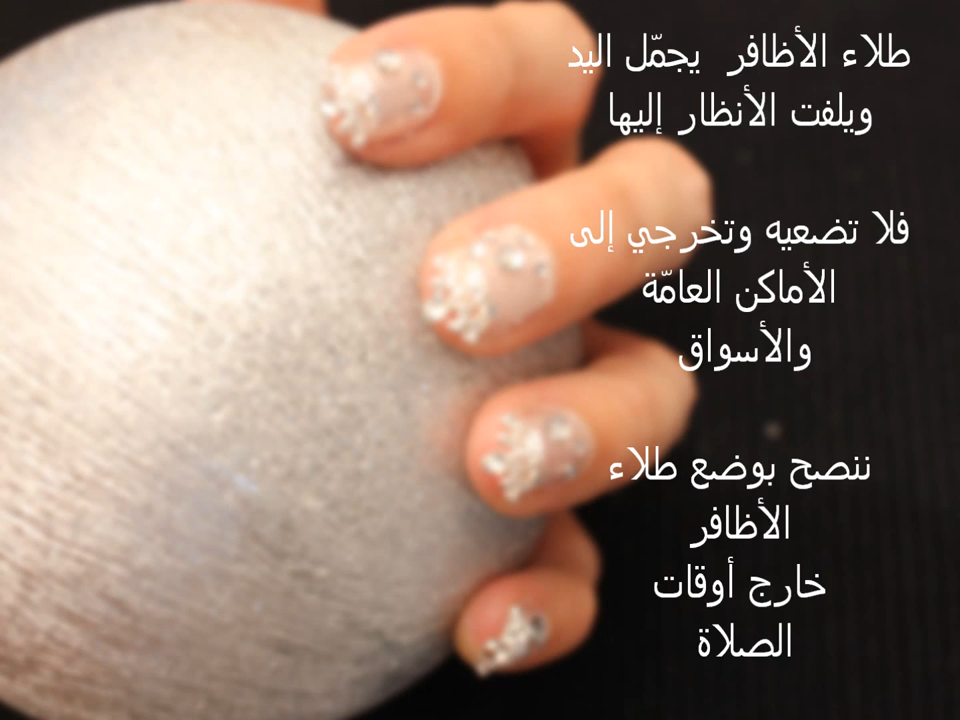 طلاء الأظافر يجمّل اليد
ويلفت الأنظار إليها
فلا تضعيه وتخرجي إلى
الأماكن العامّة
والأسواق
ننصح بوضع طلاء
الأظافر
خارج أوقات
الصلاة